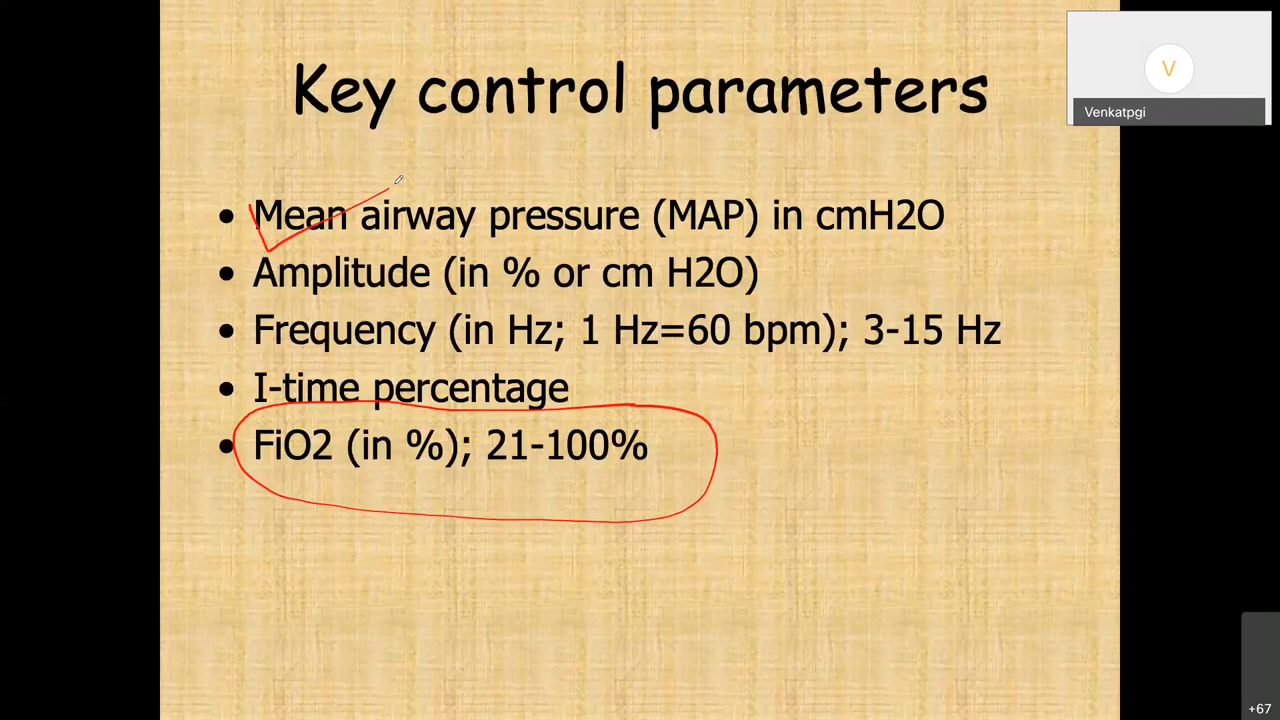 Key control parameters
V
Venkatpgi
• Mean airway pressure (MAP) in cmH2O
• Amplitude (in % or cm H2O)
• Frequency (in Hz; 1 Hz=60 bpm); 3-15 Hz
• I-time percentage
• FiO2 (in %); 21-100%
+67